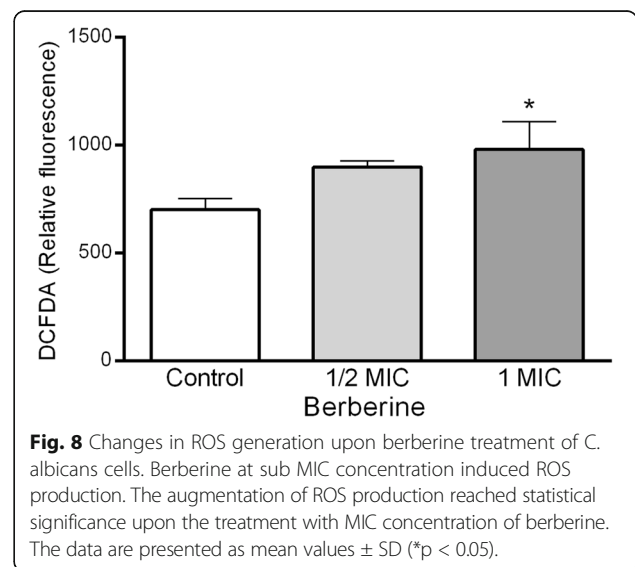 1500
1000
500
0
DCFDA (Relative fluorescence)
*
Control
1/2 MIC
1 MIC
Berberine
Fig. 8 Changes in ROS generation upon berberine treatment of C.
albicans cells. Berberine at sub MIC concentration induced ROS
production. The augmentation of ROS production reached statistical
significance upon the treatment with MIC concentration of berberine.
The data are presented as mean values ± SD (*p < 0.05).